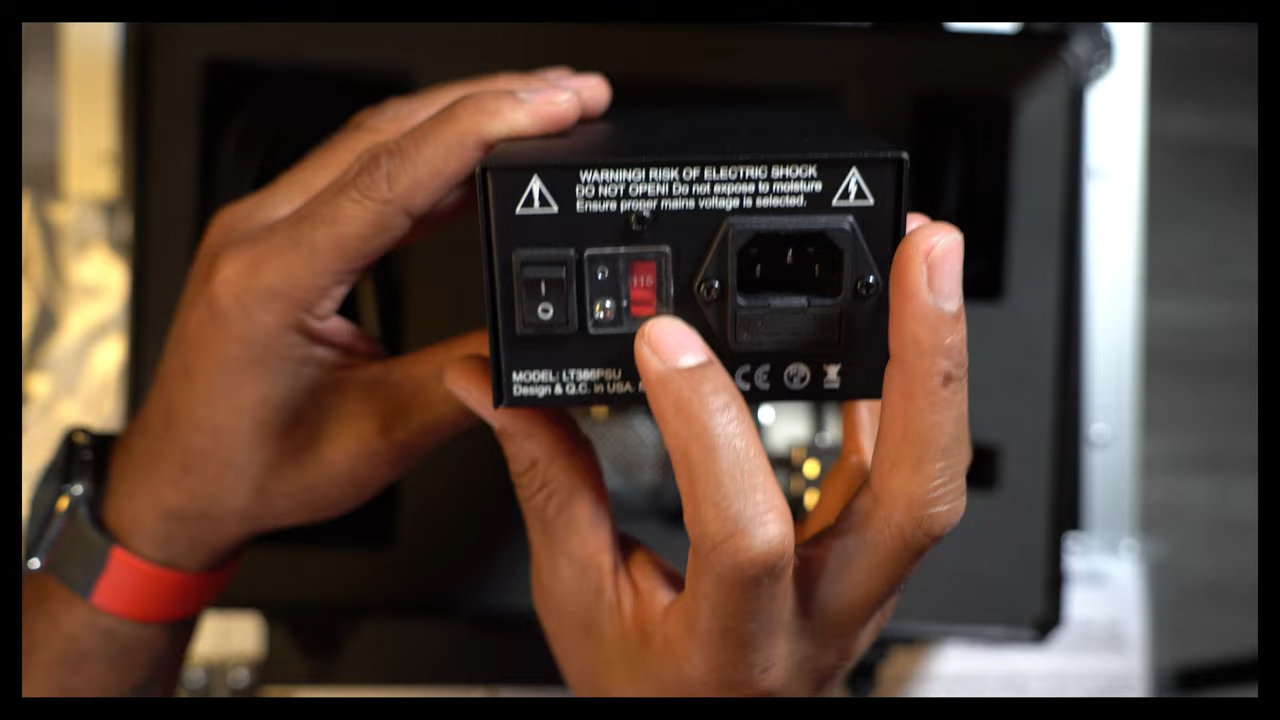 WARNING! RISK OF ELECTRIC SHOCK
DO NOT OPEN! Do not expose to moisture
Ensure proper mains voltage is selected.
115
MODEL: LT386PSU
Design & Q.C. in USA.
CE